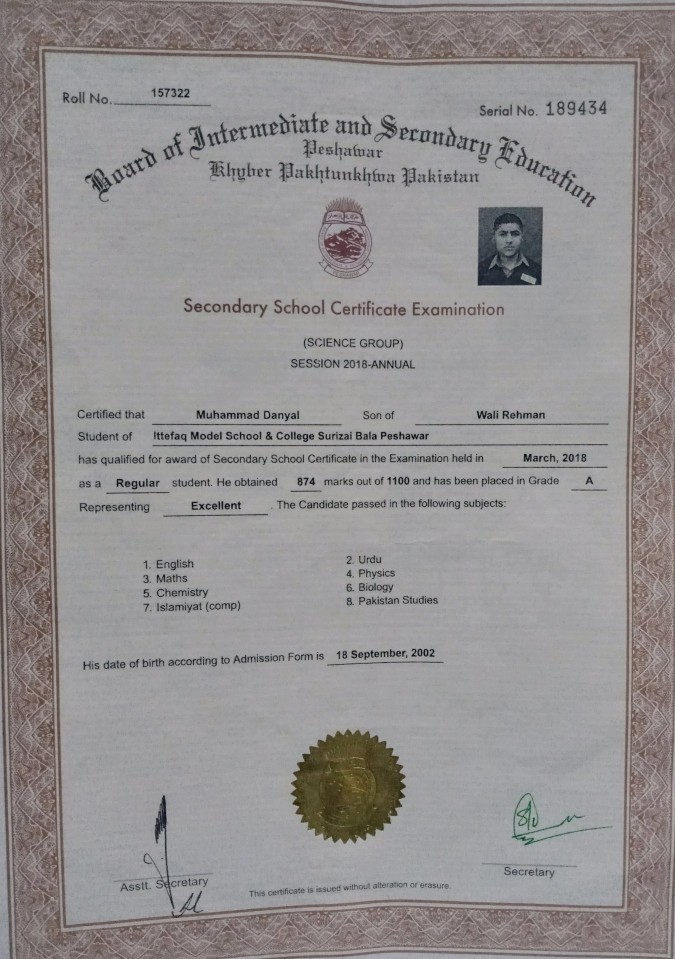 Roll No. 157322
Serial No. 189434
Board of Intermediate and Secondary Education
Peshawar
Khyber Pakhtunkhwa Pakistan
Secondary School Certificate Examination
(SCIENCE GROUP)
SESSION 2018-ANNUAL
Certified that Muhammad Danyal Son of Wali Rehman
Student of Ittefaq Model School & College Surizai Bala Peshawar
has qualified for award of Secondary School Certificate in the Examination held in March, 2018
as a Regular student. He obtained 874 marks out of 1100 and has been placed in Grade A
Representing Excellent . The Candidate passed in the following subjects:
1. English 2. Urdu
3. Maths 4. Physics
5. Chemistry 6. Biology
7. Islamiyat (comp) 8. Pakistan Studies
His date of birth according to Admission Form is 18 September, 2002
Asstt. Secretary
Secretary
This certificate is issued without alteration or erasure.